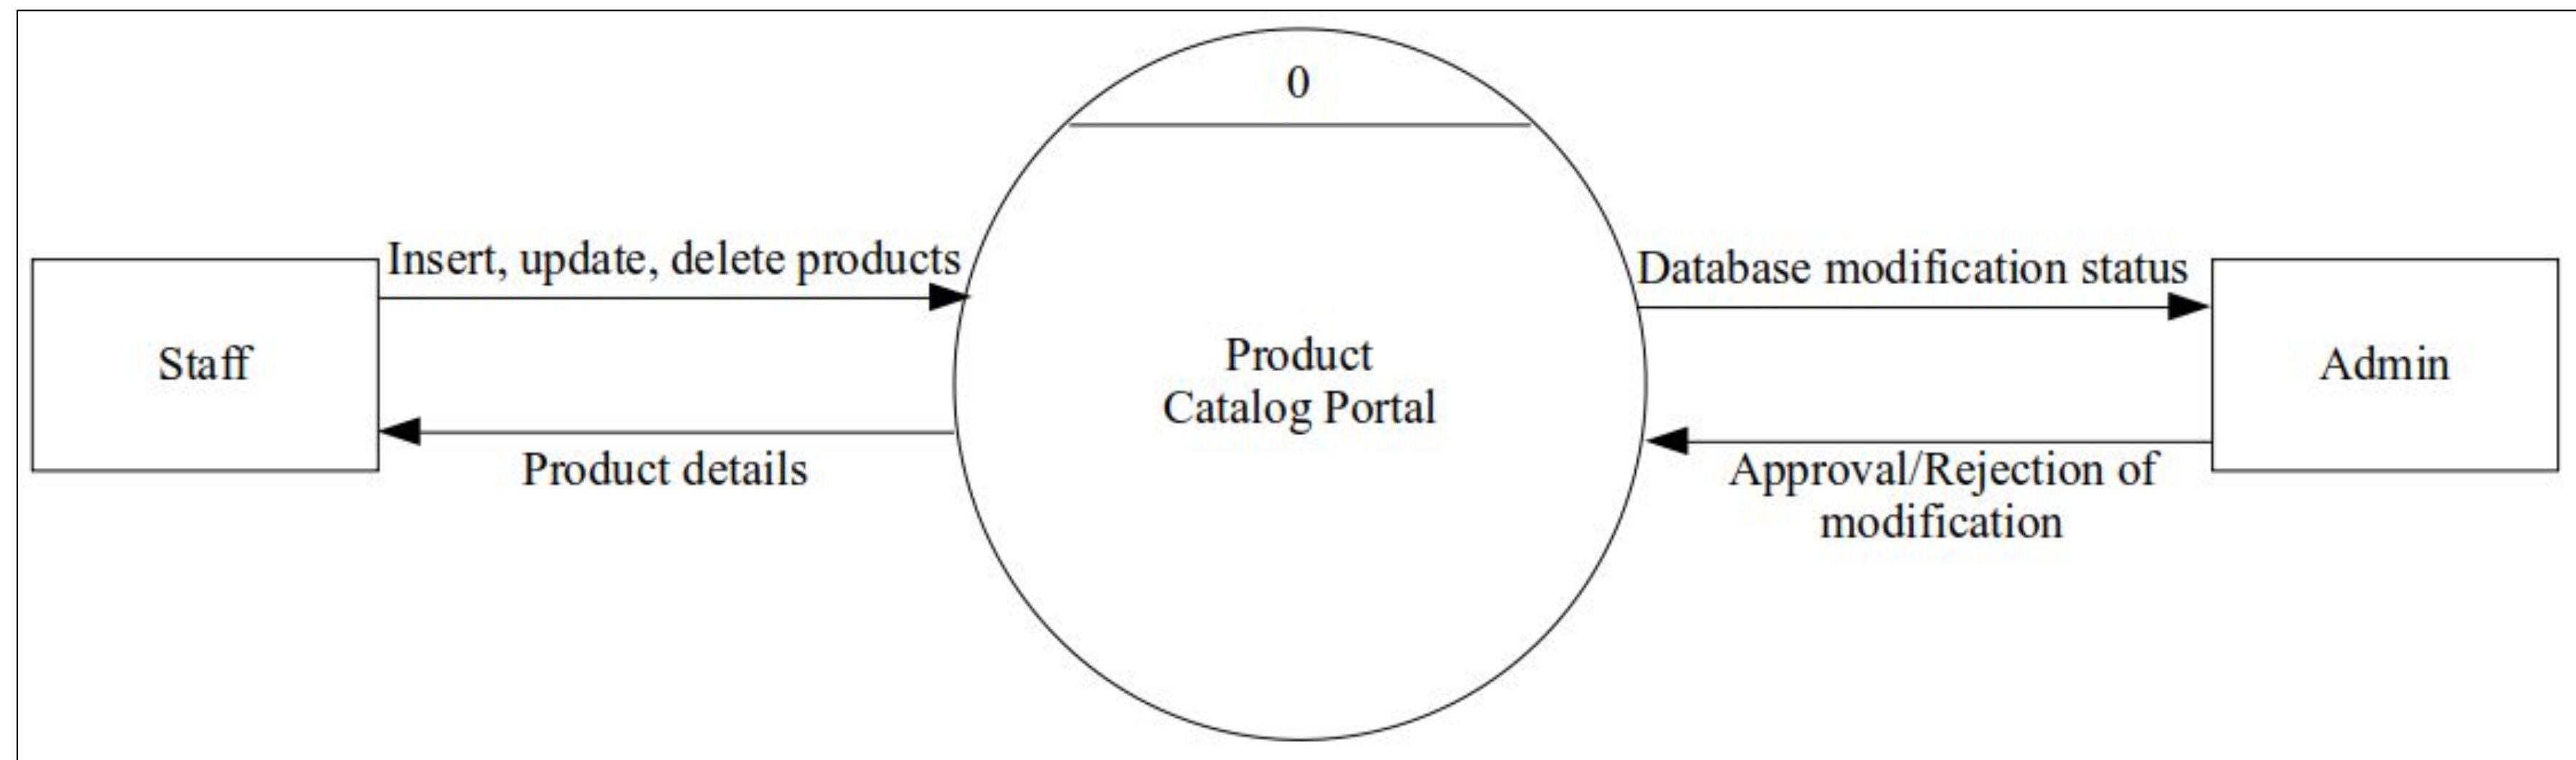 0
Insert, update, delete products
Database modification status
Staff
Product
Catalog Portal
Admin
Product details
Approval/Rejection of
modification